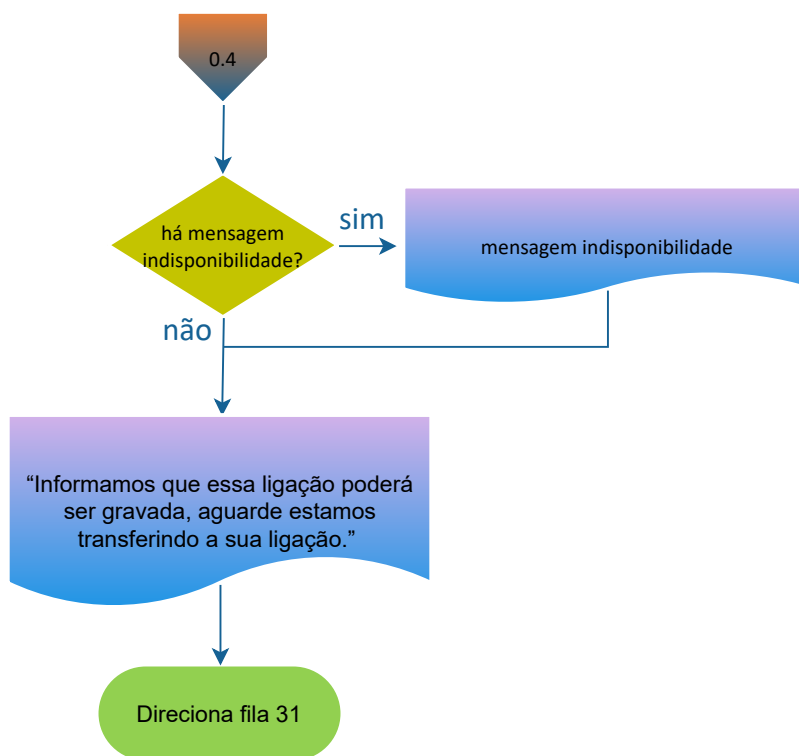 0.4
há mensagem
indisponibilidade?
sim
mensagem indisponibilidade
não
“Informamos que essa ligação poderá
ser gravada, aguarde estamos
transferindo a sua ligação.”
Direciona fila 31